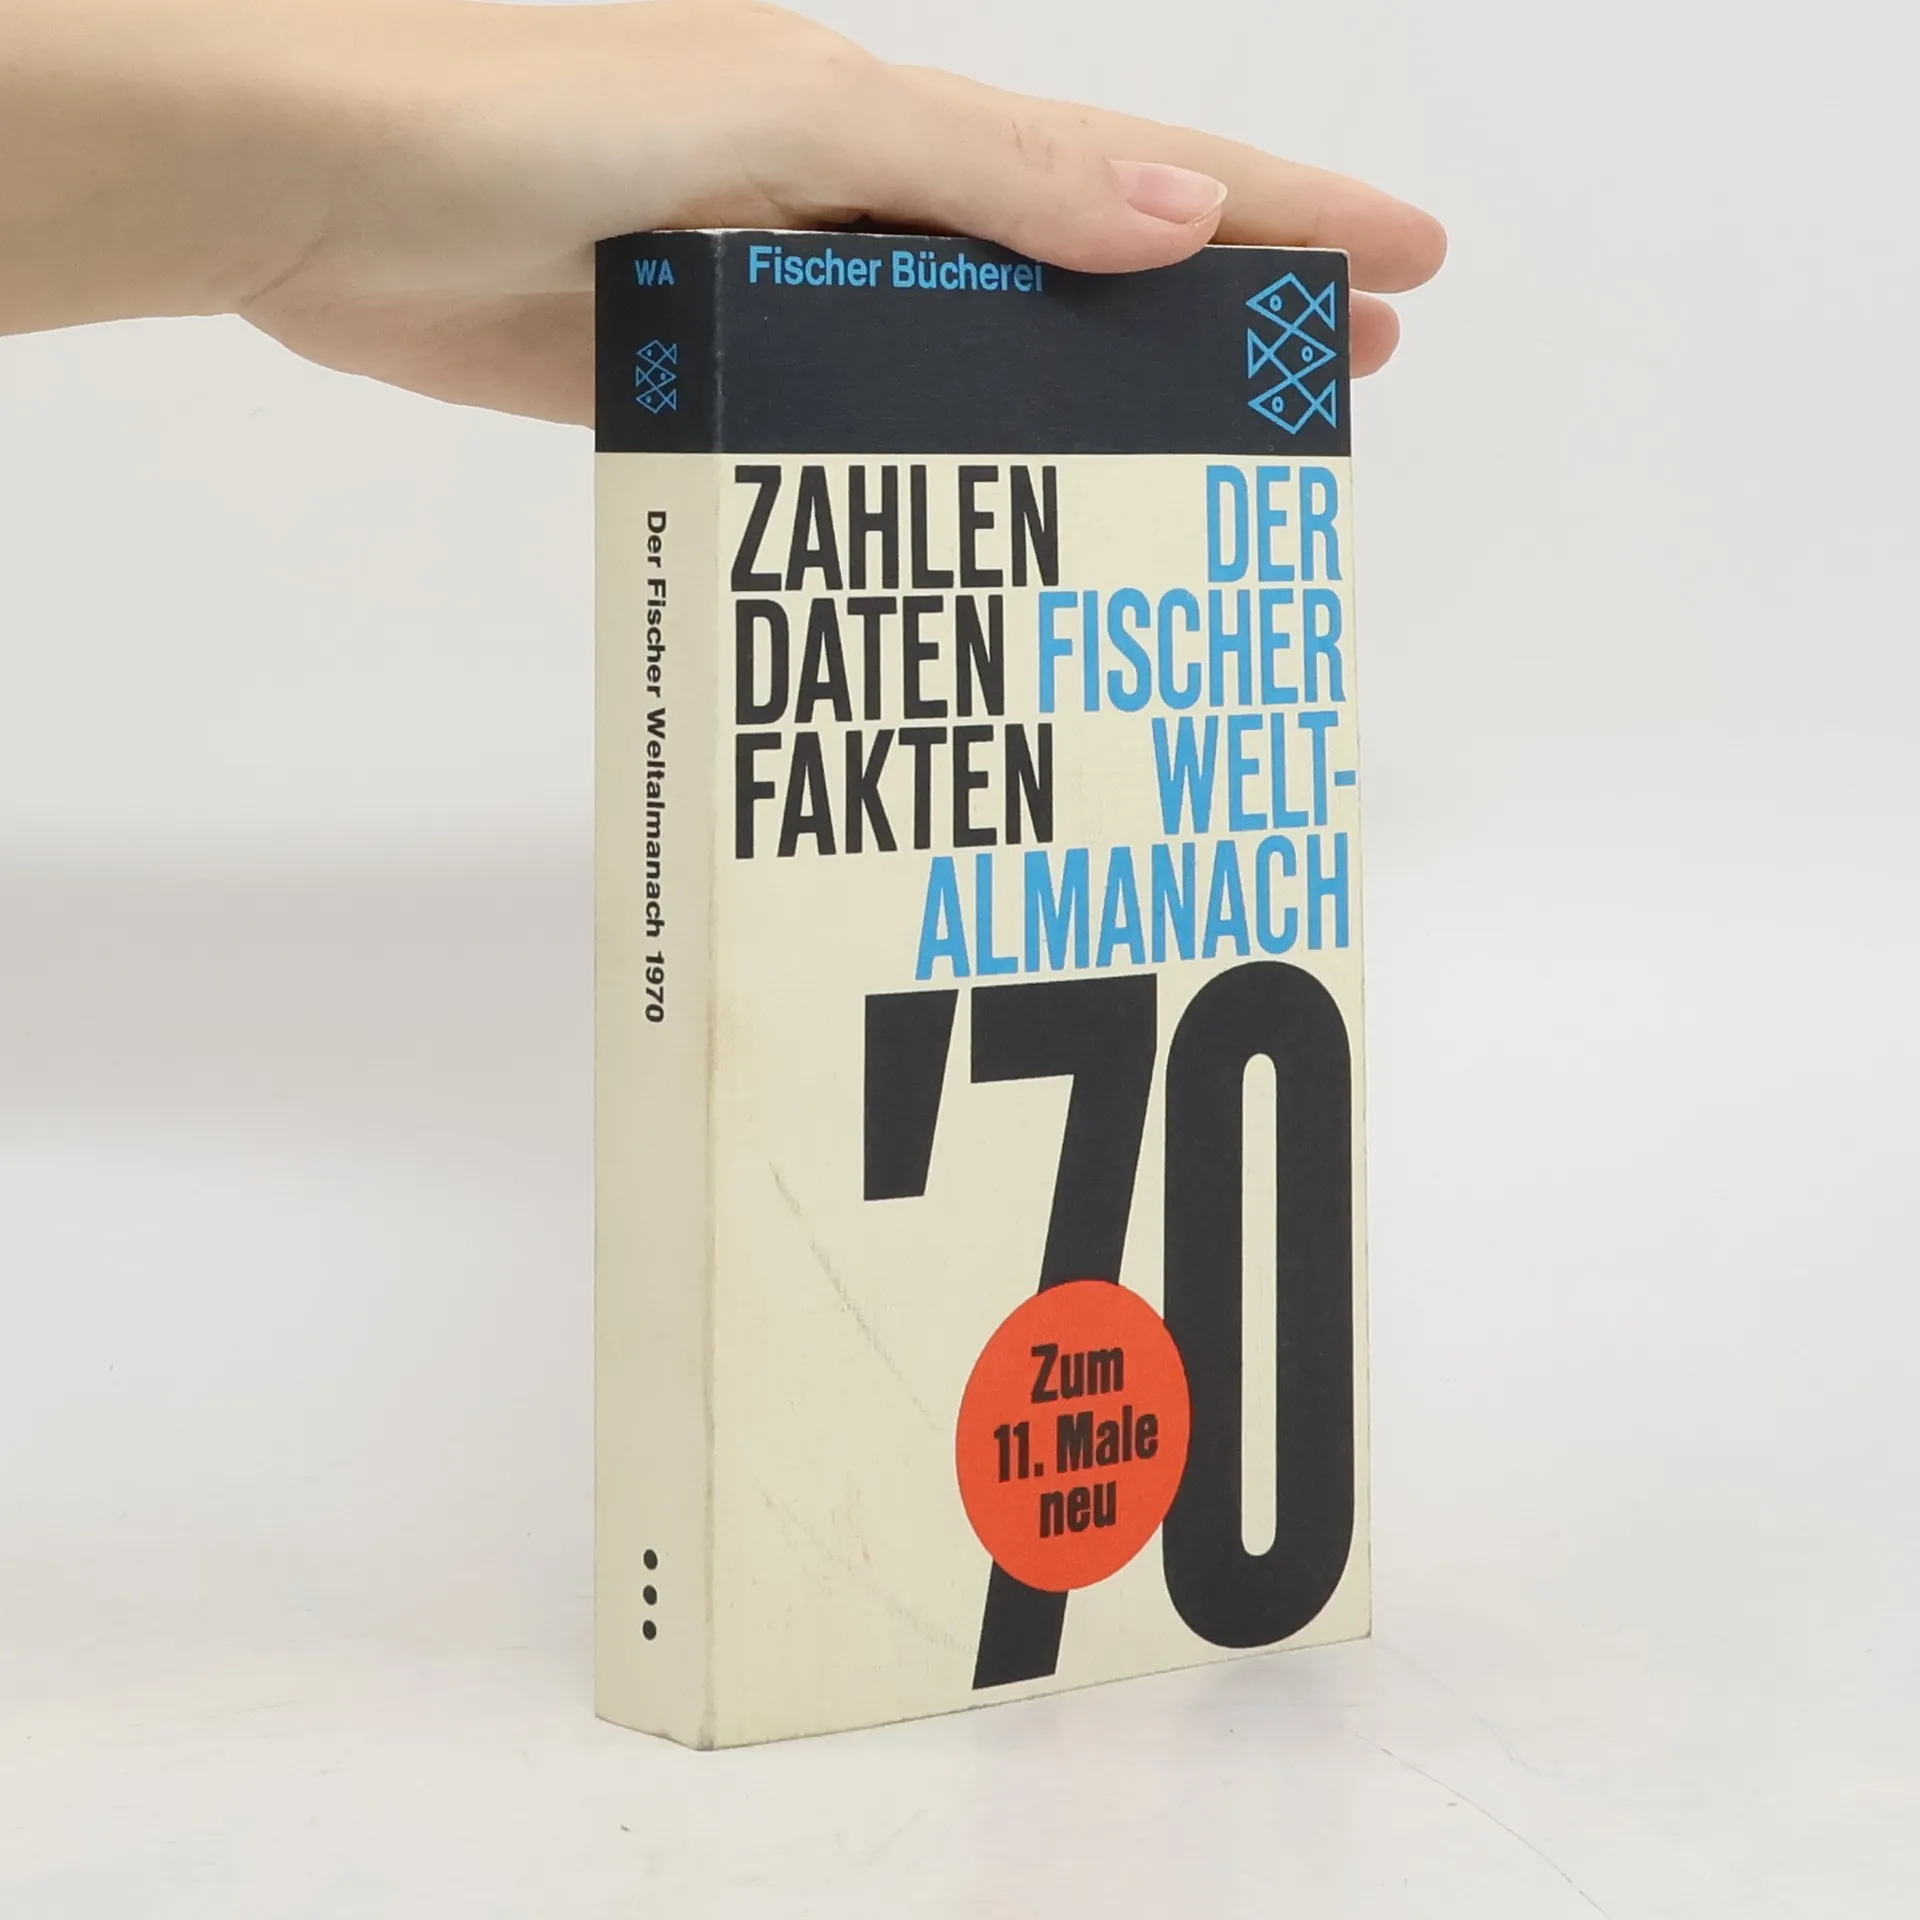 WA
Der Fischer Weltalmanach 1970
Fischer Bücherei
ZAHLEN
DATEN
FAKTEN
DER
FISCHER
WELT-
ALMANACH
'70
Zum
11. Male
neu